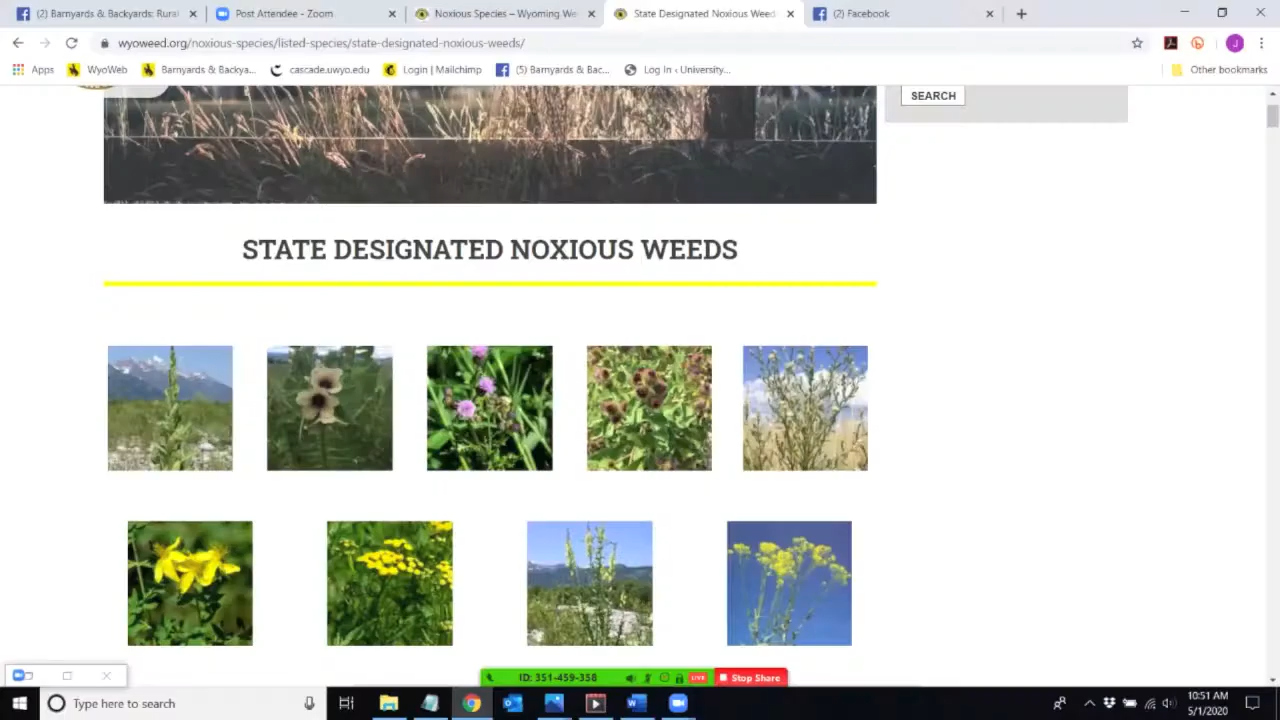 (2) Barnyards & Backyards: Rural
Post Attendee - Zoom
Noxious Species – Wyoming We
State Designated Noxious Weed
(2) Facebook
wyoweed.org/noxious-species/listed-species/state-designated-noxious-weeds/
J
Apps
WyoWeb
Barnyards & Backya...
cascade.uwyo.edu
Login | Mailchimp
(5) Barnyards & Bac...
Log In ‹ University...
Other bookmarks
SEARCH
STATE DESIGNATED NOXIOUS WEEDS
ID: 351-459-358
LIVE
Stop Share
Type here to search
10:51 AM
5/1/2020